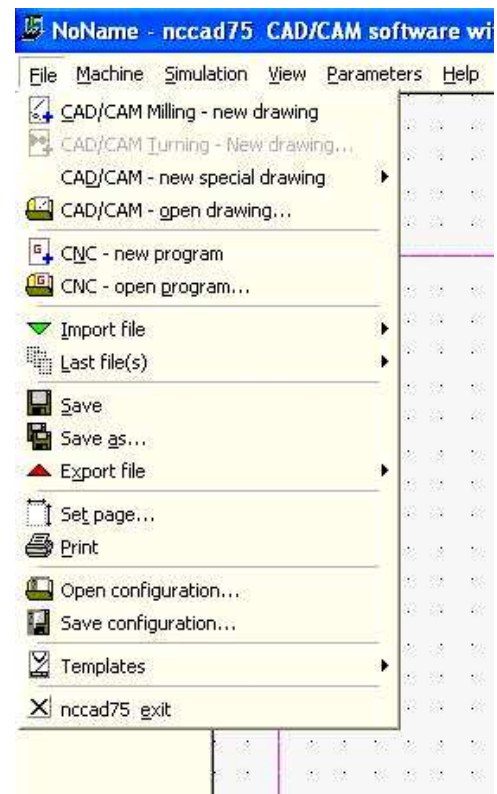 NoName - nccad75 CAD/CAM software wi
File Machine Simulation View Parameters Help
CAD/CAM Milling - new drawing
CAD/CAM Turning - New drawing...
CAD/CAM - new special drawing
CAD/CAM - open drawing...
CNC - new program
CNC - open program...
Import file
Last file(s)
Save
Save as...
Export file
Set page...
Print
Open configuration...
Save configuration...
Templates
nccad75 exit